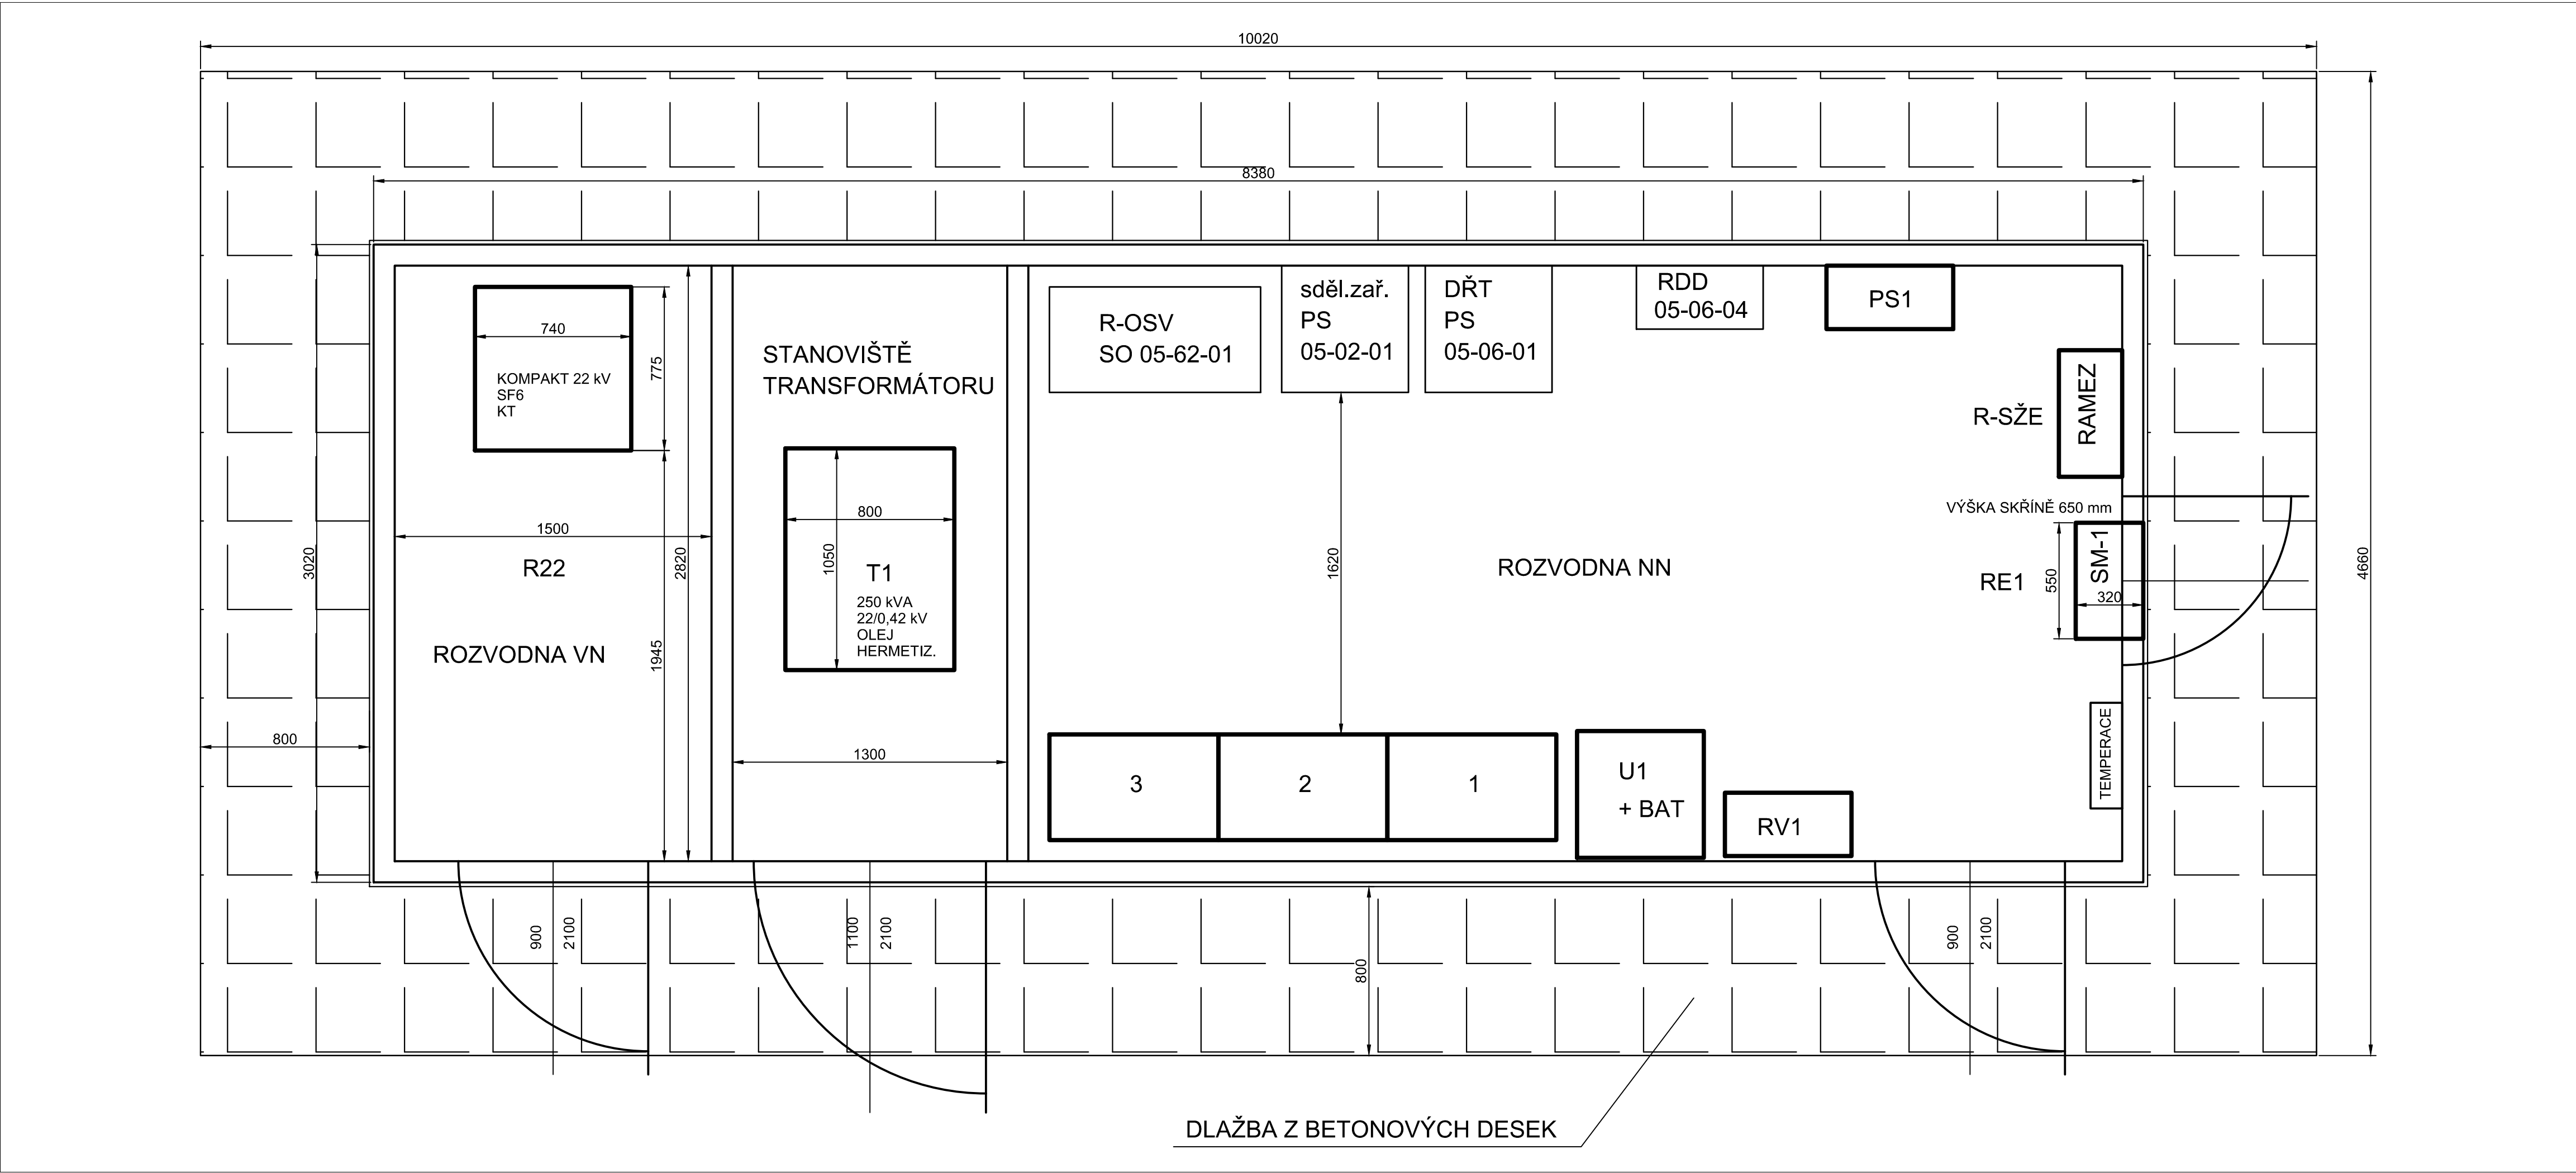 10020
8380
740
775
KOMPAKT 22 kV
SF6
KT
STANOVIŠTĚ
TRANSFORMÁTORU
R-OSV
SO 05-62-01
sděl.zař.
PS
05-02-01
DŘT
PS
05-06-01
RDD
05-06-04
PS1
RAMEZ
R-SŽE
VÝŠKA SKŘÍNĚ 650 mm
SM-1
RE1
550
320
4660
3020
1500
R22
2820
1945
ROZVODNA VN
800
1050
T1
250 kVA
22/0,42 kV
OLEJ
HERMETIZ.
1620
ROZVODNA NN
TEMPERACE
800
1300
3
2
1
U1
+ BAT
RV1
900
2100
1100
2100
800
900
2100
DLAŽBA Z BETONOVÝCH DESEK